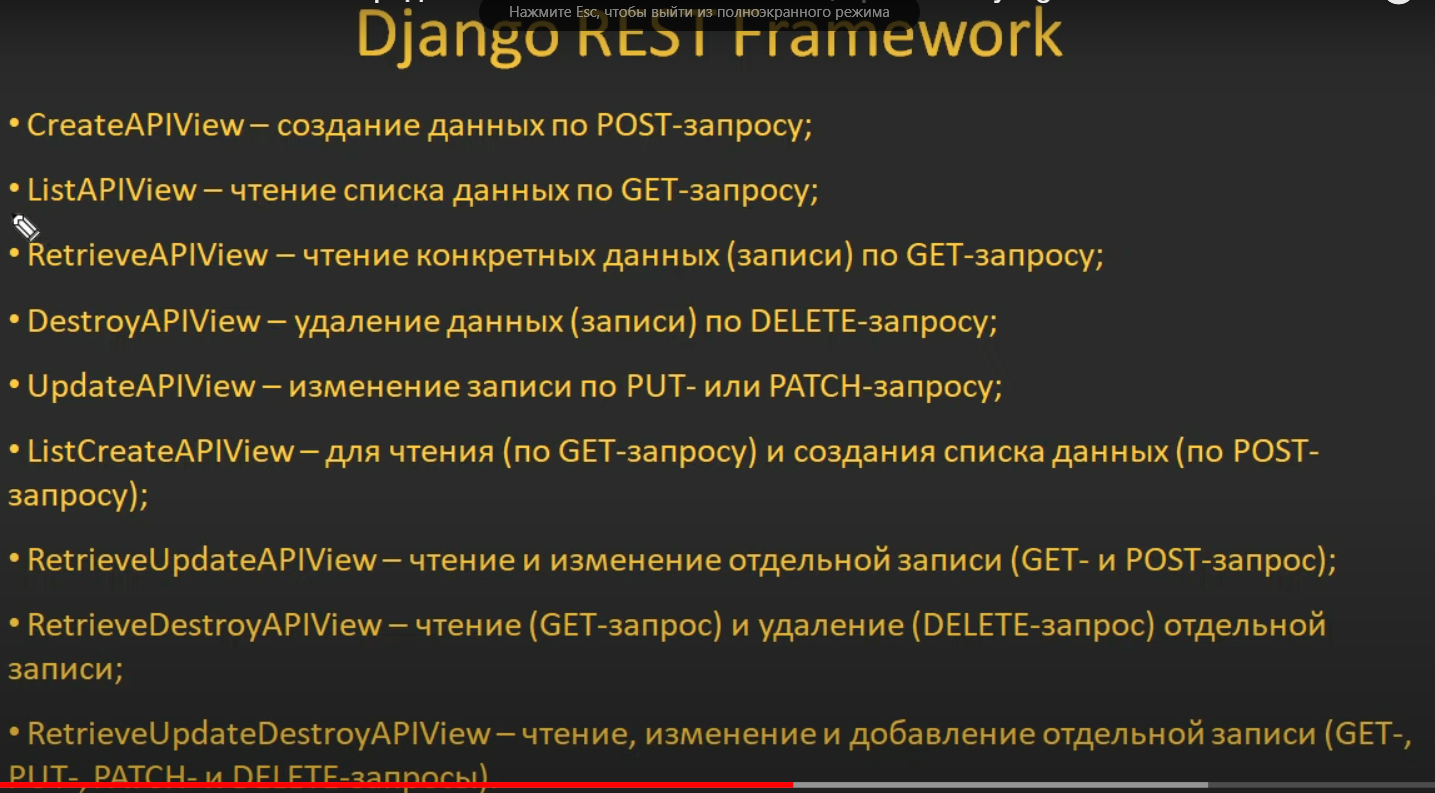 Нажмите Esc, чтобы выйти из полноэкранного режима
Django REST Framework
• CreateAPIView – создание данных по POST-запросу;
• ListAPIView – чтение списка данных по GET-запросу;
• RetrieveAPIView – чтение конкретных данных (записи) по GET-запросу;
• DestroyAPIView – удаление данных (записи) по DELETE-запросу;
• UpdateAPIView – изменение записи по PUT- или PATCH-запросу;
• ListCreateAPIView – для чтения (по GET-запросу) и создания списка данных (по POST-
запросу);
• RetrieveUpdateAPIView – чтение и изменение отдельной записи (GET- и POST-запрос);
• RetrieveDestroyAPIView – чтение (GET-запрос) и удаление (DELETE-запрос) отдельной
записи;
• RetrieveUpdateDestroyAPIView – чтение, изменение и добавление отдельной записи (GET-,
PUT-, PATCH- и DELETE-запросы).